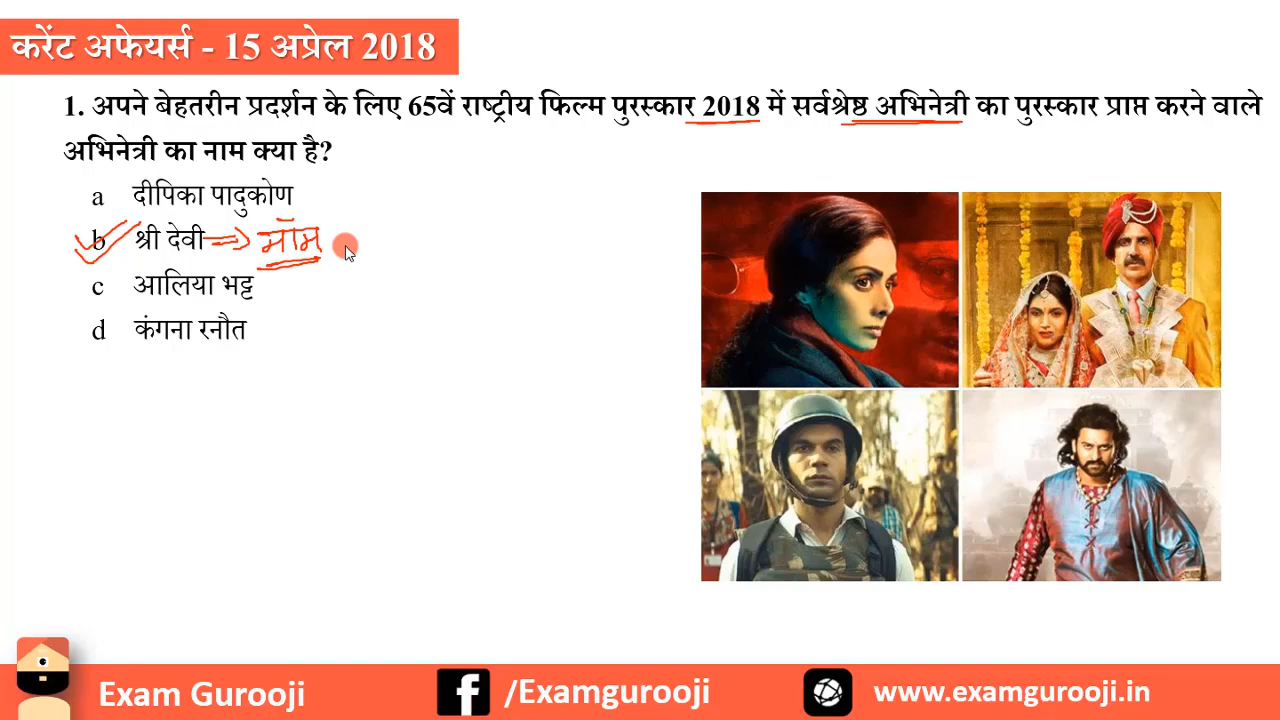 करेंट अफेयर्स - 15 अप्रेल 2018
1. अपने बेहतरीन प्रदर्शन के लिए 65वें राष्ट्रीय फिल्म पुरस्कार 2018 में सर्वश्रेष्ठ अभिनेत्री का पुरस्कार प्राप्त करने वाले
अभिनेत्री का नाम क्या है?
a दीपिका पादुकोण
b श्री देवी ⇒ मॉम
c आलिया भट्ट
d कंगना रनौत
Exam Gurooji
/Examgurooji
www.examgurooji.in